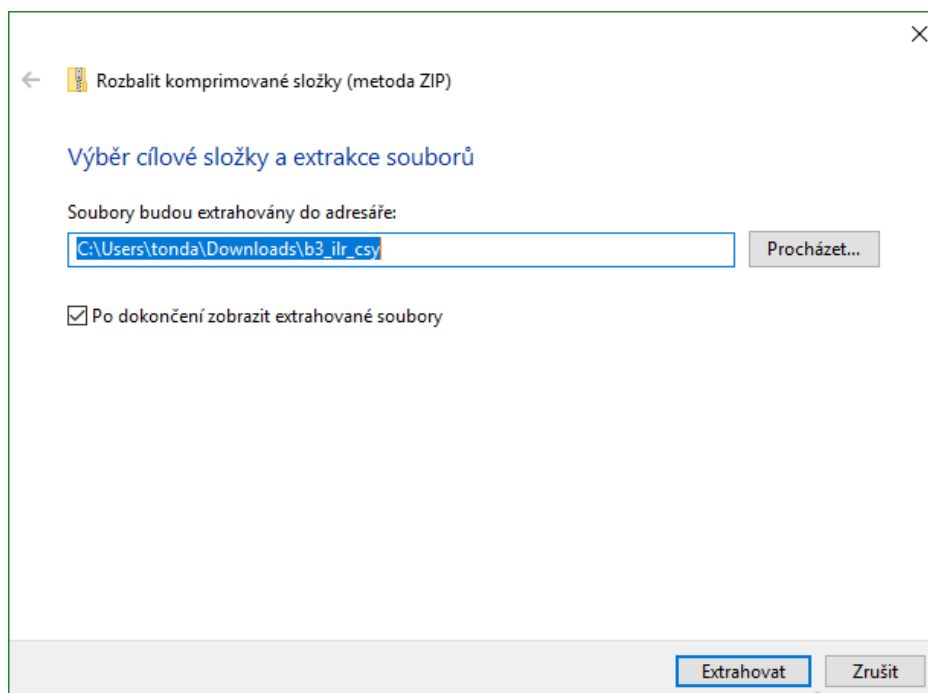 Rozbalit komprimované složky (metoda ZIP)
Výběr cílové složky a extrakce souborů
Soubory budou extrahovány do adresáře:
C:\Users\tonda\Downloads\b3_ilr_csy
Procházet...
Po dokončení zobrazit extrahované soubory
Extrahovat
Zrušit